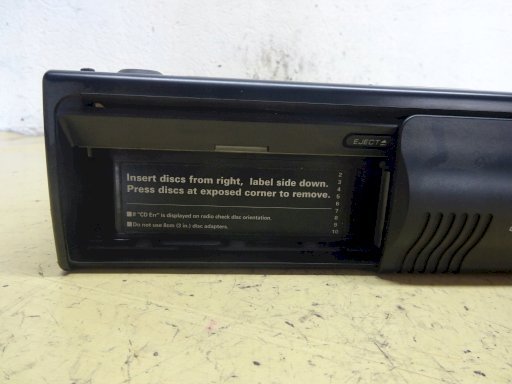 EJECT
Insert discs from right, label side down.
Press discs at exposed corner to remove.
If "CD Err" is displayed on radio check disc orientation.
Do not use 8cm (3 in.) disc adapters.
2
3
4
5
6
7
8
9
10